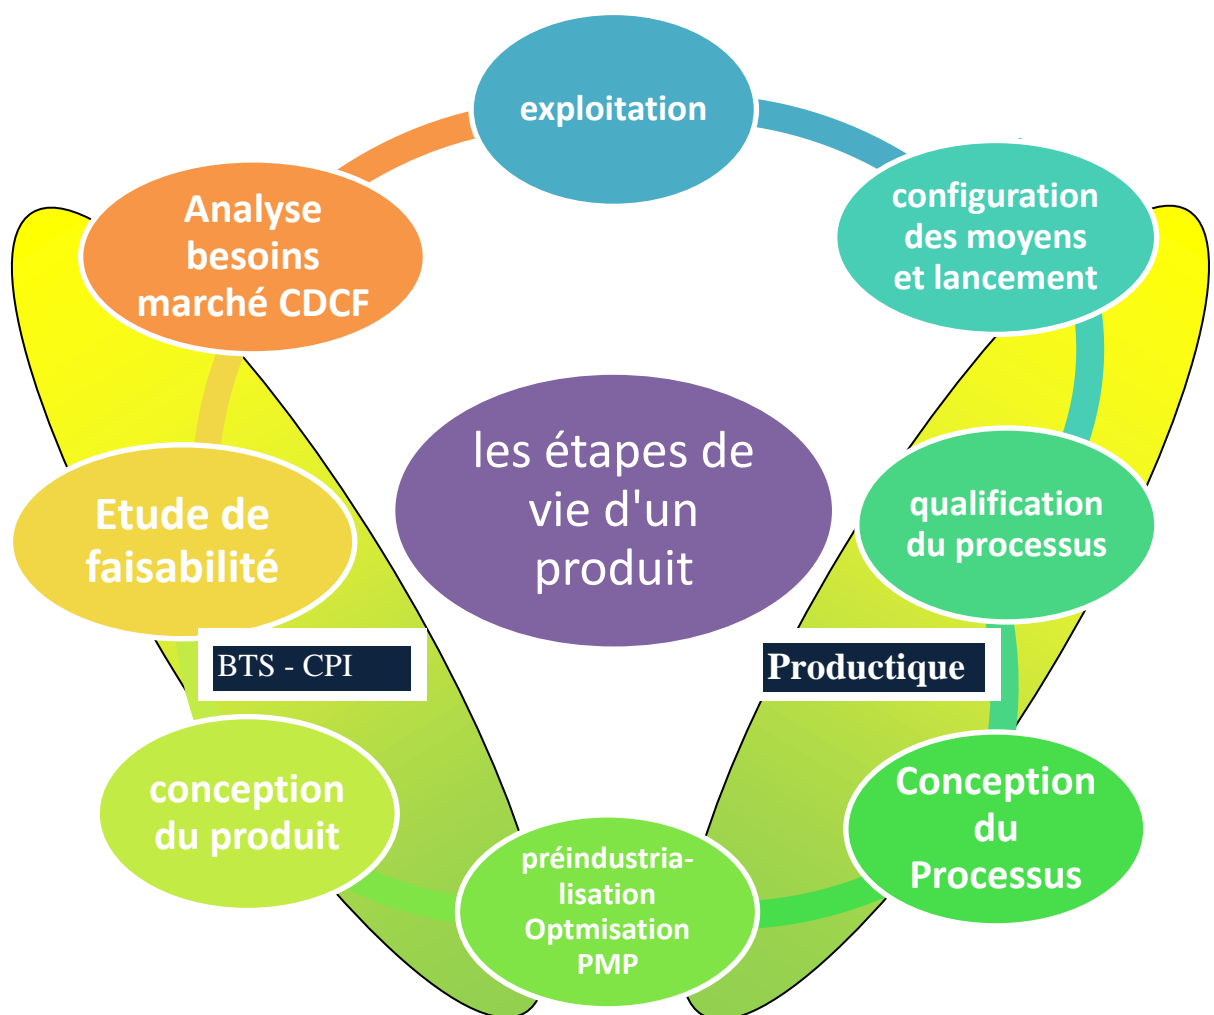 exploitation
Analyse
besoins
marché CDCF
configuration
des moyens
et lancement
les étapes de
vie d'un
produit
Etude de
faisabilité
qualification
du processus
BTS - CPI
Productique
conception
du produit
Conception
du
Processus
préindustria-
lisation
Optmisation
PMP